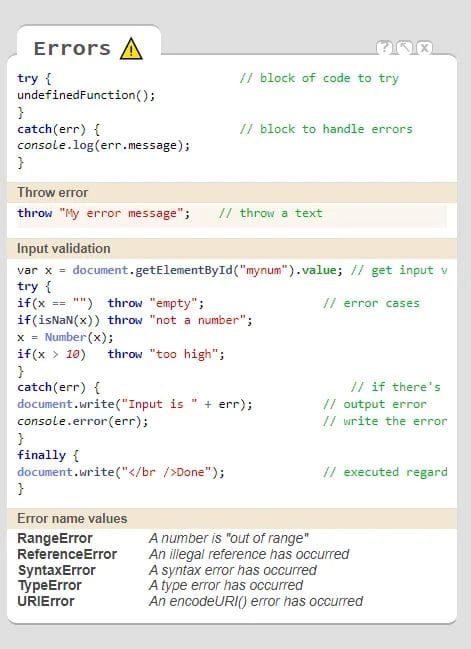 Errors
? x
try { // block of code to try
undefinedFunction();
}
catch(err) { // block to handle errors
console.log(err.message);
}
Throw error
throw "My error message"; // throw a text
Input validation
var x = document.getElementById("mynum").value; // get input v
try {
if(x == "") throw "empty"; // error cases
if(isNaN(x)) throw "not a number";
x = Number(x);
if(x > 10) throw "too high";
}
catch(err) { // if there's
document.write("Input is " + err); // output error
console.error(err); // write the error
}
finally {
document.write("</br />Done"); // executed regard
}
Error name values
RangeError A number is "out of range"
ReferenceError An illegal reference has occurred
SyntaxError A syntax error has occurred
TypeError A type error has occurred
URIError An encodeURI() error has occurred